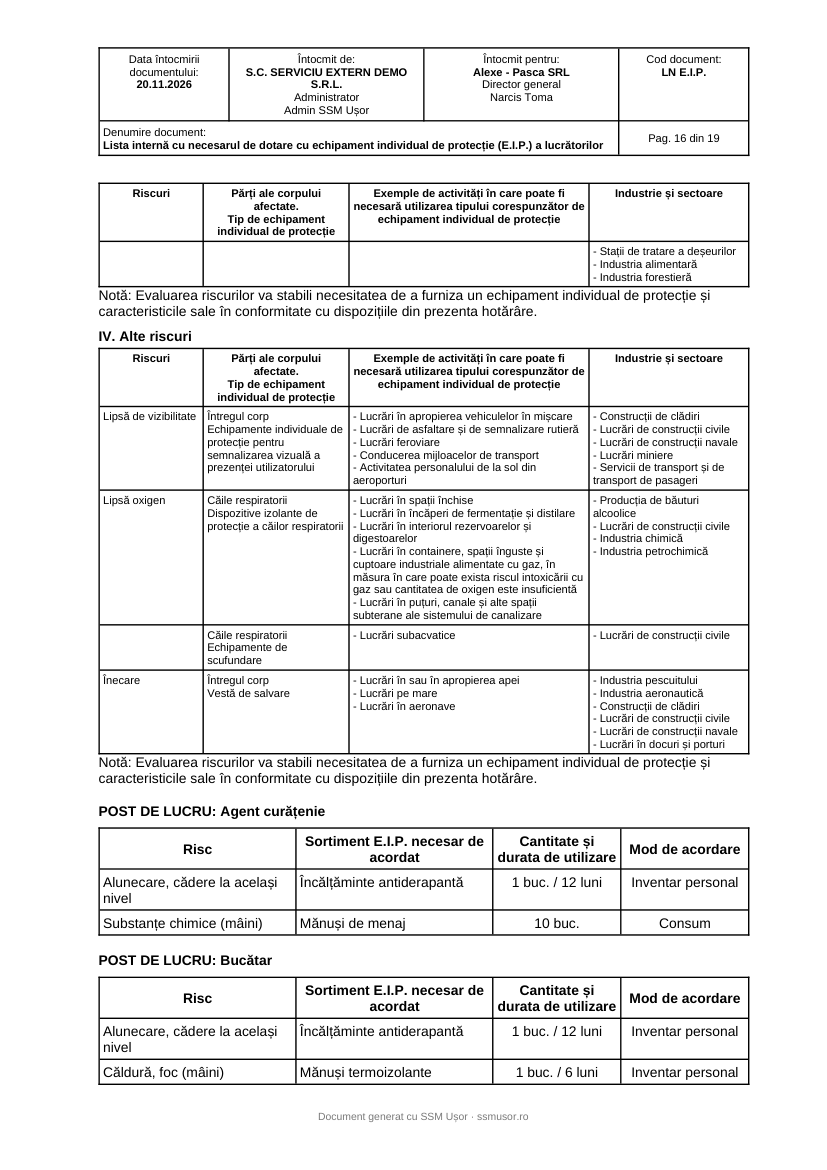 Data întocmirii
documentului:
20.11.2026
Întocmit de:
S.C. SERVICIU EXTERN DEMO
S.R.L.
Administrator
Admin SSM Ușor
Întocmit pentru:
Alexe - Pasca SRL
Director general
Narcis Toma
Cod document:
LN E.I.P.
Denumire document:
Lista internă cu necesarul de dotare cu echipament individual de protecție (E.I.P.) a lucrătorilor
Pag. 16 din 19
Riscuri
Părți ale corpului
afectate.
Tip de echipament
individual de protecție
Exemple de activități în care poate fi
necesară utilizarea tipului corespunzător de
echipament individual de protecție
Industrie și sectoare
- Stații de tratare a deșeurilor
- Industria alimentară
- Industria forestieră
Notă: Evaluarea riscurilor va stabili necesitatea de a furniza un echipament individual de protecție și
caracteristicile sale în conformitate cu dispozițiile din prezenta hotărâre.
IV. Alte riscuri
Riscuri
Părți ale corpului
afectate.
Tip de echipament
individual de protecție
Exemple de activități în care poate fi
necesară utilizarea tipului corespunzător de
echipament individual de protecție
Industrie și sectoare
Lipsă de vizibilitate
Întregul corp
Echipamente individuale de
protecție pentru
semnalizarea vizuală a
prezenței utilizatorului
- Lucrări în apropierea vehiculelor în mișcare
- Lucrări de asfaltare și de semnalizare rutieră
- Lucrări feroviare
- Conducerea mijloacelor de transport
- Activitatea personalului de la sol din
aeroporturi
- Construcții de clădiri
- Lucrări de construcții civile
- Lucrări de construcții navale
- Lucrări miniere
- Servicii de transport și de
transport de pasageri
Lipsă oxigen
Căile respiratorii
Dispozitive izolante de
protecție a căilor respiratorii
- Lucrări în spații închise
- Lucrări în încăperi de fermentație și distilare
- Lucrări în interiorul rezervoarelor și
digestoarelor
- Lucrări în containere, spații înguste și
cuptoare industriale alimentate cu gaz, în
măsura în care poate exista riscul intoxicării cu
gaz sau cantitatea de oxigen este insuficientă
- Lucrări în puțuri, canale și alte spații
subterane ale sistemului de canalizare
- Producția de băuturi
alcoolice
- Lucrări de construcții civile
- Industria chimică
- Industria petrochimică
Căile respiratorii
Echipamente de
scufundare
- Lucrări subacvatice
- Lucrări de construcții civile
Înecare
Întregul corp
Vestă de salvare
- Lucrări în sau în apropierea apei
- Lucrări pe mare
- Lucrări în aeronave
- Industria pescuitului
- Industria aeronautică
- Construcții de clădiri
- Lucrări de construcții civile
- Lucrări de construcții navale
- Lucrări în docuri și porturi
Notă: Evaluarea riscurilor va stabili necesitatea de a furniza un echipament individual de protecție și
caracteristicile sale în conformitate cu dispozițiile din prezenta hotărâre.
POST DE LUCRU: Agent curățenie
Risc
Sortiment E.I.P. necesar de
acordat
Cantitate și
durata de utilizare
Mod de acordare
Alunecare, cădere la același
nivel
Încălțăminte antiderapantă
1 buc. / 12 luni
Inventar personal
Substanțe chimice (mâini)
Mănuși de menaj
10 buc.
Consum
POST DE LUCRU: Bucătar
Risc
Sortiment E.I.P. necesar de
acordat
Cantitate și
durata de utilizare
Mod de acordare
Alunecare, cădere la același
nivel
Încălțăminte antiderapantă
1 buc. / 12 luni
Inventar personal
Căldură, foc (mâini)
Mănuși termoizolante
1 buc. / 6 luni
Inventar personal
Document generat cu SSM Ușor · ssmusor.ro